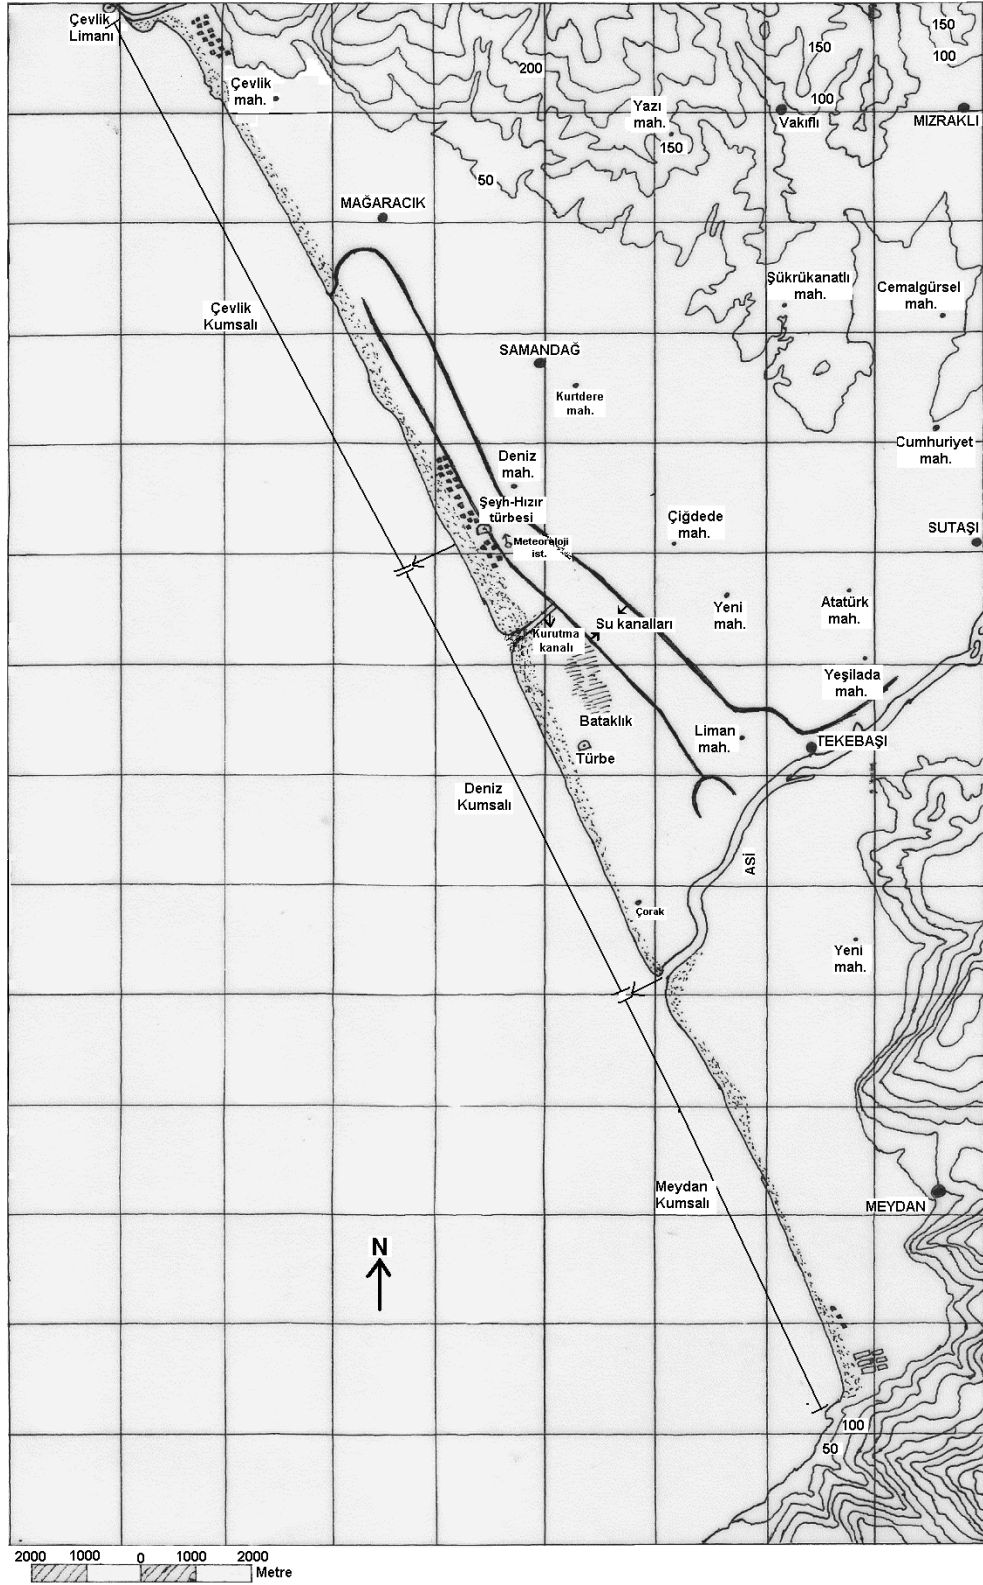 Çevlik
Limanı
150
150
200
100
Çevlik
mah.
100
Yazı
mah.
Vakıflı
MIZRAKLI
150
50
MAĞARACIK
Şükrükanatlı
mah.
Cemalgürsel
mah.
Çevlik
Kumsalı
SAMANDAĞ
Kurtdere
mah.
Cumhuriyet
mah.
Deniz
mah.
Şeyh-Hızır
türbesi
Çiğdede
mah.
SUTAŞI
Meteoroloji
ist.
Yeni
mah.
Atatürk
mah.
Su kanalları
Kurutma
kanalı
Yeşilada
mah.
Bataklık
Liman
mah.
TEKEBAŞI
Türbe
Deniz
Kumsalı
ASİ
Çorak
Yeni
mah.
Meydan
Kumsalı
MEYDAN
N
100
50
2000 1000 0 1000 2000
Metre